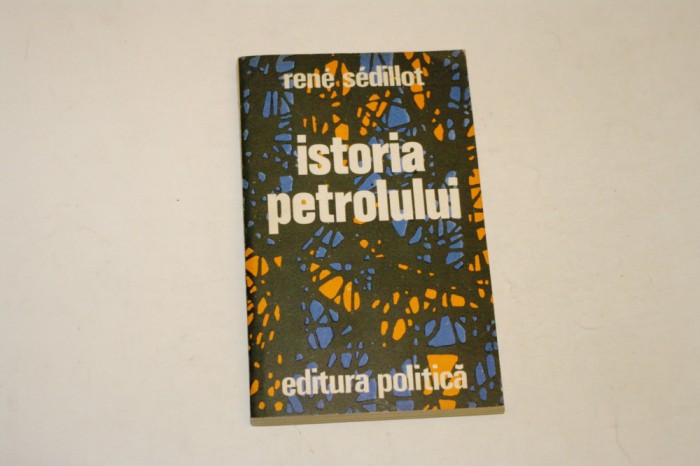 rené sédillot
istoria
petrolului
editura politică